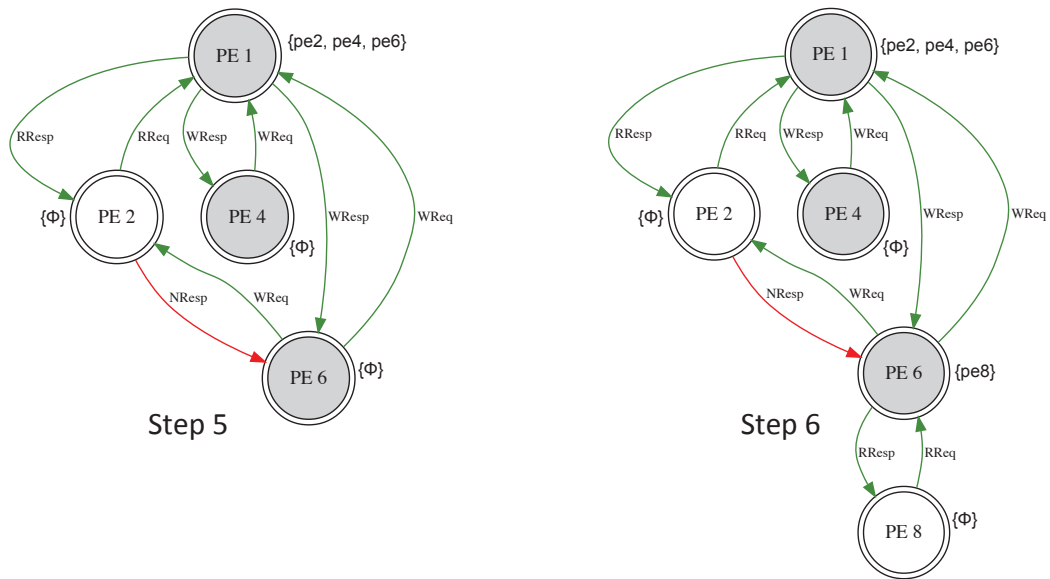 PE 1
{pe2, pe4, pe6}
RResp
RReq
WResp
WReq
PE 2
{Φ}
PE 4
{Φ}
WResp
WReq
NResp
WReq
PE 6
{Φ}
Step 5
PE 1
{pe2, pe4, pe6}
RResp
RReq
WResp
WReq
PE 2
{Φ}
PE 4
{Φ}
WResp
WReq
NResp
WReq
PE 6
{pe8}
Step 6
RResp
RReq
PE 8
{Φ}